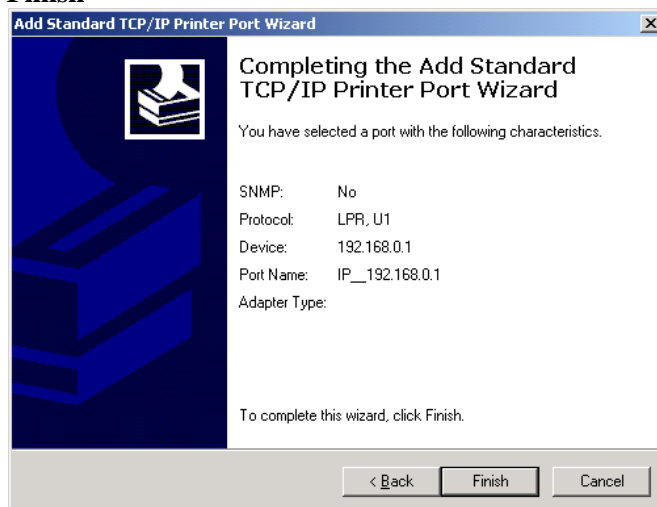 Finish
Add Standard TCP/IP Printer Port Wizard
Completing the Add Standard
TCP/IP Printer Port Wizard
You have selected a port with the following characteristics.
SNMP: No
Protocol: LPR, U1
Device: 192.168.0.1
Port Name: IP__192.168.0.1
Adapter Type:
To complete this wizard, click Finish.
< Back Finish Cancel